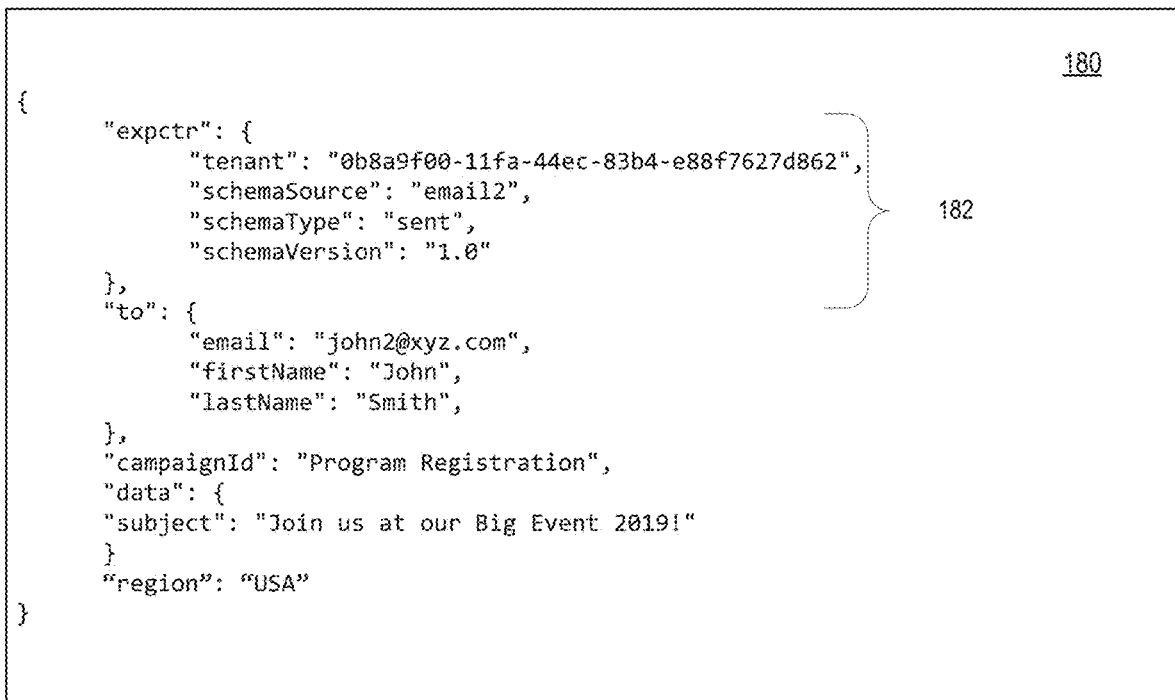 180
{
"expctr": {
"tenant": "0b8a9f00-11fa-44ec-83b4-e88f7627d862",
"schemaSource": "email2",
"schemaType": "sent",
"schemaVersion": "1.0"
182
},
"to": {
"email": "john2@xyz.com",
"firstName": "John",
"lastName": "Smith",
},
"campaignId": "Program Registration",
"data": {
"subject": "Join us at our Big Event 2019!"
}
“region”: “USA”
}